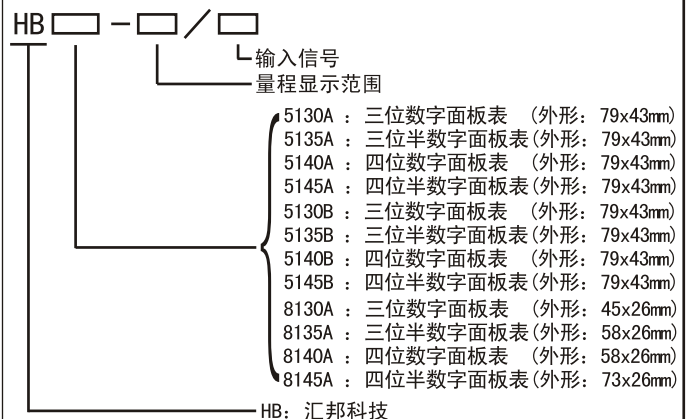 HB□-□/□
输入信号
量程显示范围
5130A : 三位数字面板表 (外形: 79x43mm)
5135A : 三位半数字面板表(外形: 79x43mm)
5140A : 四位数字面板表 (外形: 79x43mm)
5145A : 四位半数字面板表(外形: 79x43mm)
5130B : 三位数字面板表 (外形: 79x43mm)
5135B : 三位半数字面板表(外形: 79x43mm)
5140B : 四位数字面板表 (外形: 79x43mm)
5145B : 四位半数字面板表(外形: 79x43mm)
8130A : 三位数字面板表 (外形: 45x26mm)
8135A : 三位半数字面板表(外形: 58x26mm)
8140A : 四位数字面板表 (外形: 58x26mm)
8145A : 四位半数字面板表(外形: 73x26mm)
HB: 汇邦科技